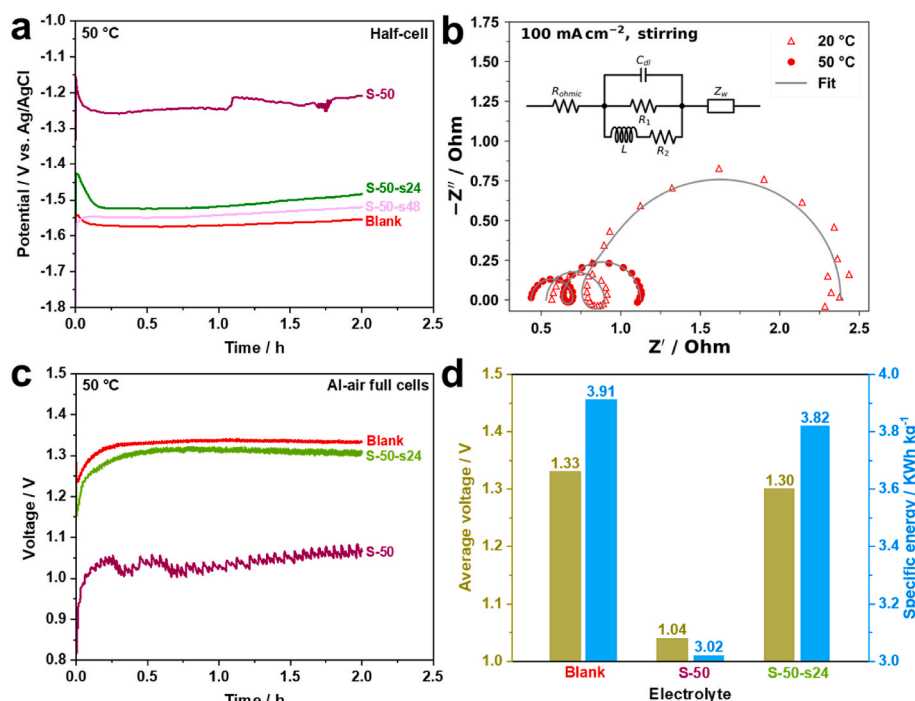 a
50 °C
Half-cell
-1.0
-1.1
-1.2
-1.3
-1.4
-1.5
-1.6
-1.7
-1.8
Potential / V vs. Ag/AgCl
S-50
S-50-s24
S-50-s48
Blank
0.0 0.5 1.0 1.5 2.0 2.5
Time / h
b
100 mA cm−2, stirring
20 °C
50 °C
Fit
Cdl
Rohmic
R1
Zw
L
R2
−1.75
1.50
1.25
1.00
0.75
0.50
0.25
0.00
−Z″ / Ohm
0.5 1.0 1.5 2.0 2.5 3.0
Z′ / Ohm
c
50 °C
Al-air full cells
1.5
1.4
1.3
1.2
1.1
1.0
0.9
0.8
Voltage / V
Blank
S-50-s24
S-50
0.0 0.5 1.0 1.5 2.0 2.5
Time / h
d
1.5
1.4
1.3
1.2
1.1
1.0
Average voltage / V
1.33
3.91
1.04
3.02
1.30
3.82
4.0
3.8
3.6
3.4
3.2
3.0
Specific energy / KWh kg-1
Blank S-50 S-50-s24
Electrolyte